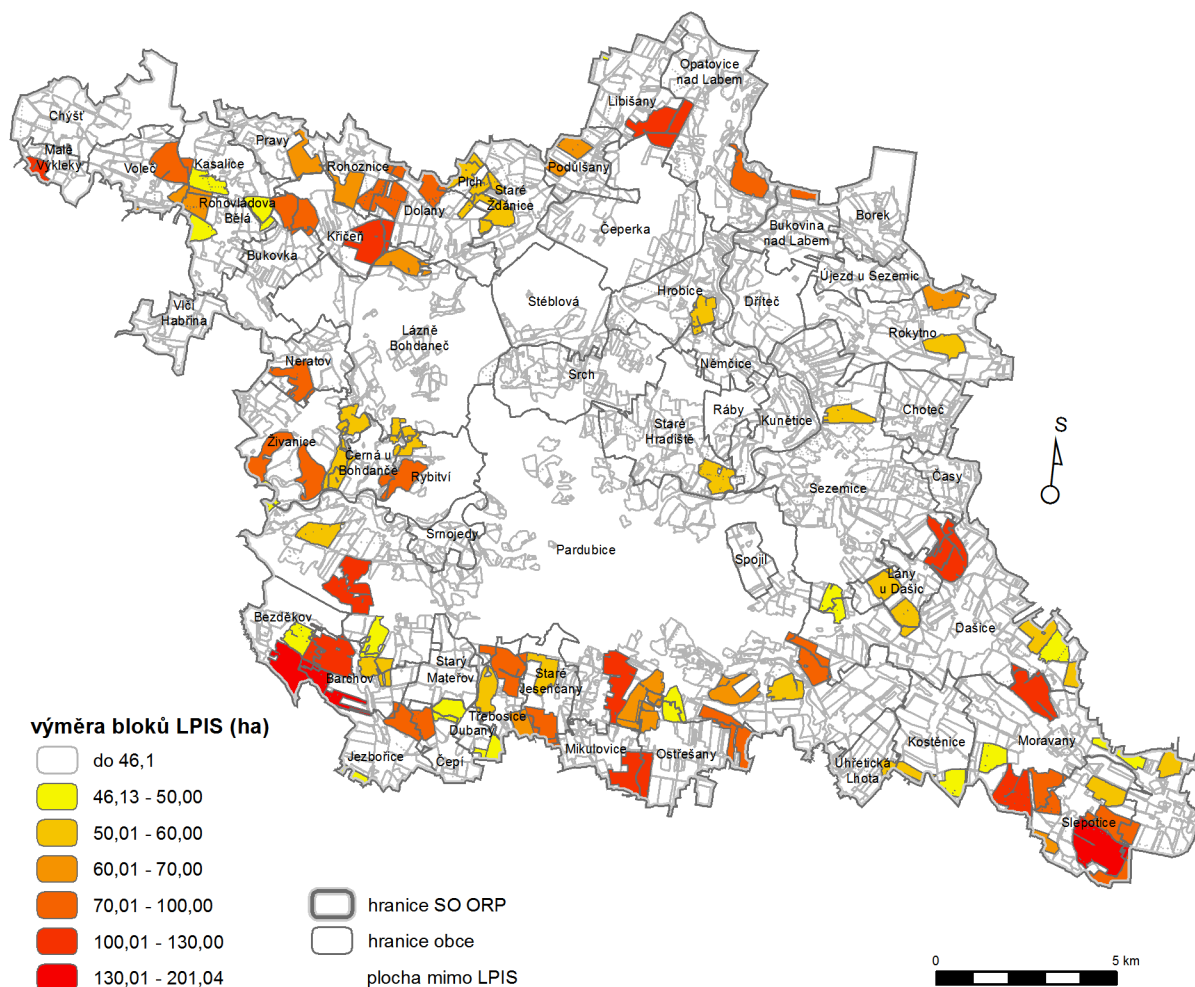 Opatovice
nad Labem
Libišany
Chýšť
Pravy
Malé
Výkleky
Voleč
Kasalice
Rohoznice
Podůlšany
Plch
Staré
Ždánice
Rohovládova
Bělá
Dolany
Křičeň
Čeperka
Bukovina
nad Labem
Borek
Bukovka
Újezd u Sezemic
Vlčí
Habřina
Stéblová
Hrobice
Dříteč
Lázně
Bohdaneč
Rokytno
Neratov
Srch
Němčice
Ráby
Kunětice
Choteč
Staré
Hradiště
S
Živanice
Černá u
Bohdanče
Rybitví
Sezemice
Časy
Srnojedy
Pardubice
Spojil
Lány
u Dašic
Bezděkov
Dašice
Starý
Mateřov
Staré
Jesenčany
Barchov
výměra bloků LPIS (ha)
Třebosice
Dubany
Mikulovice
Ostřešany
Kostěnice
Moravany
Jezbořice
Čepí
Úhřetická
Lhota
Slepotice
do 46,1
46,13 - 50,00
50,01 - 60,00
60,01 - 70,00
70,01 - 100,00
100,01 - 130,00
130,01 - 201,04
hranice SO ORP
hranice obce
plocha mimo LPIS
0
5 km